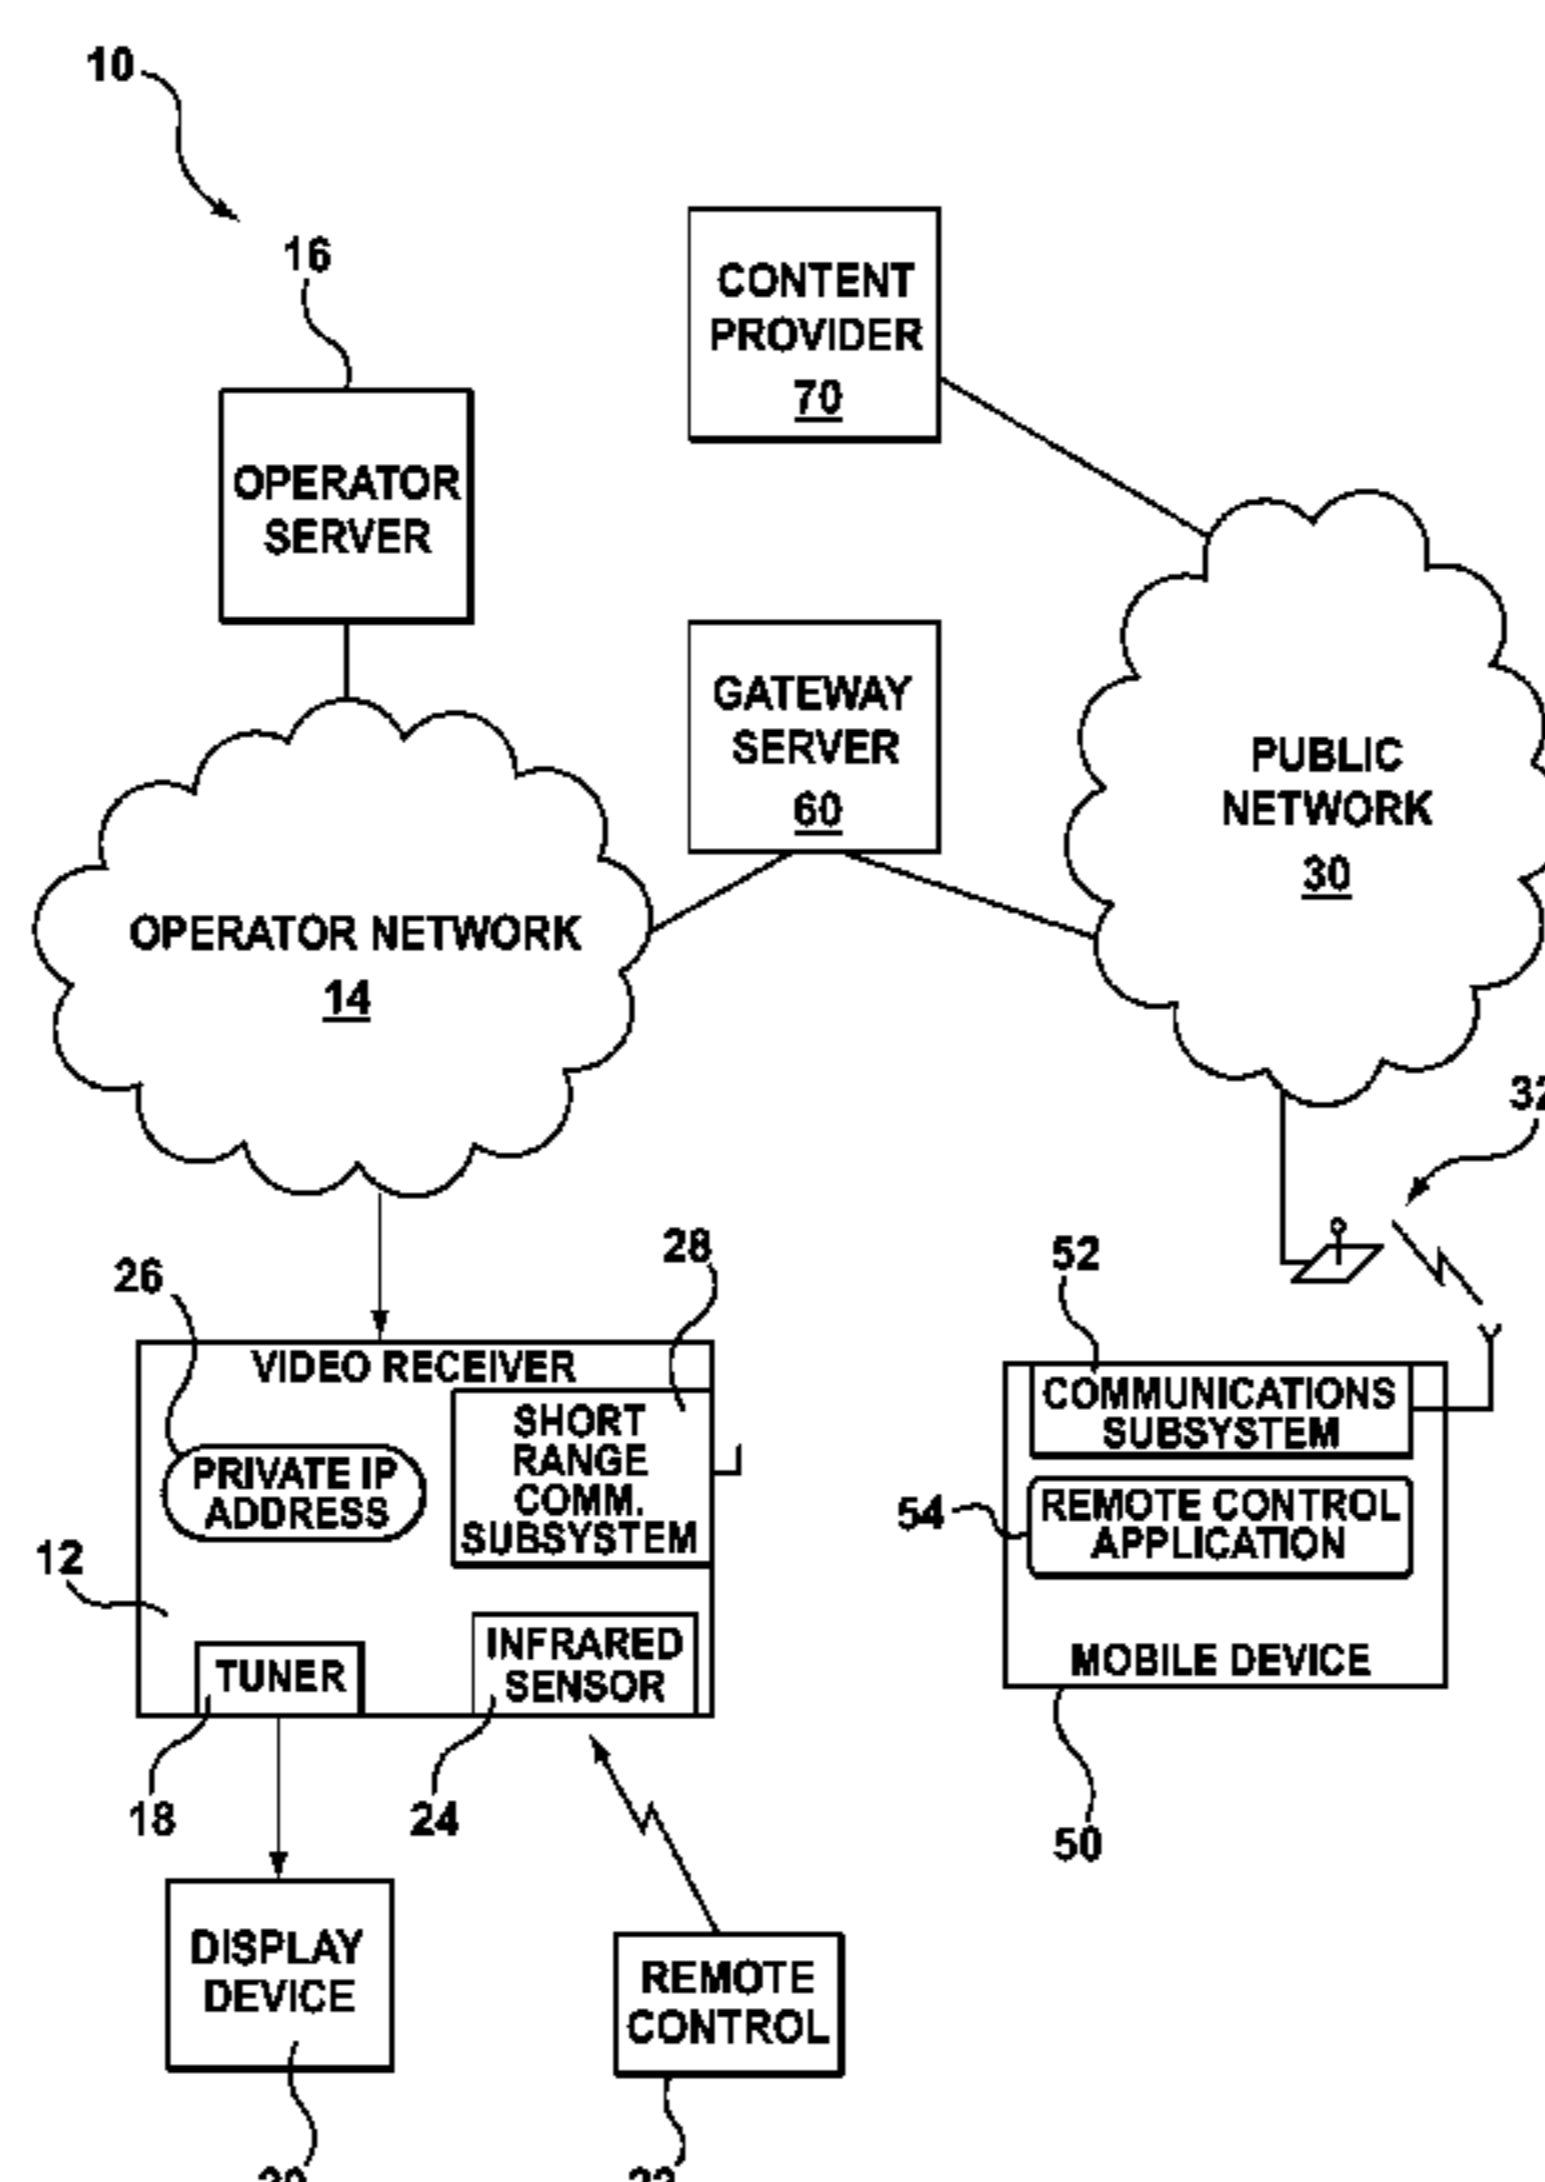 10
16
CONTENT
PROVIDER
70
OPERATOR
SERVER
GATEWAY
SERVER
60
PUBLIC
NETWORK
30
OPERATOR NETWORK
14
32
28
52
26
VIDEO RECEIVER
SHORT
RANGE
COMM.
SUBSYSTEM
PRIVATE IP
ADDRESS
COMMUNICATIONS
SUBSYSTEM
54
REMOTE CONTROL
APPLICATION
12
INFRARED
SENSOR
TUNER
MOBILE DEVICE
18
24
50
DISPLAY
DEVICE
REMOTE
CONTROL